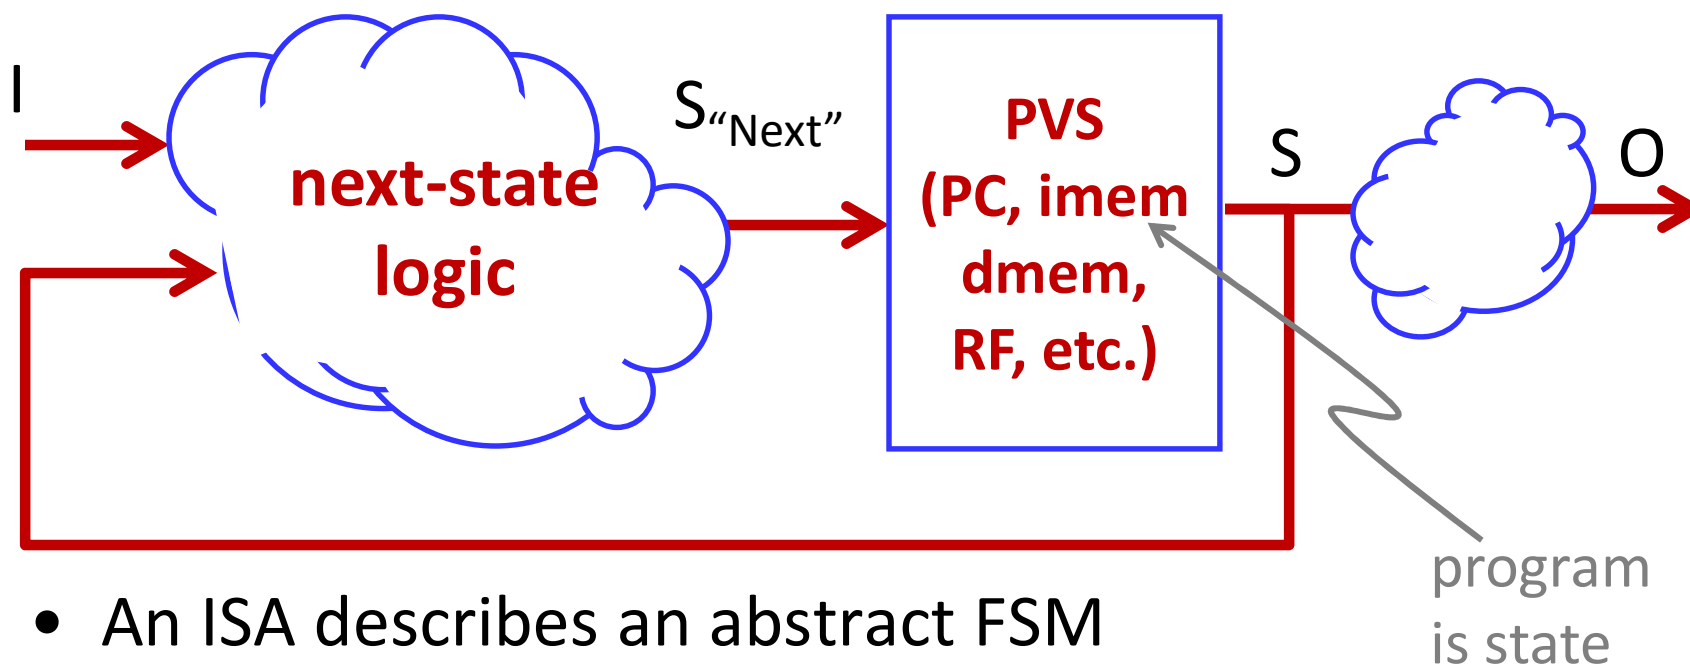 I
next-state
logic
S“Next”
PVS
(PC, imem
dmem,
RF, etc.)
S
O
program
is state
• An ISA describes an abstract FSM